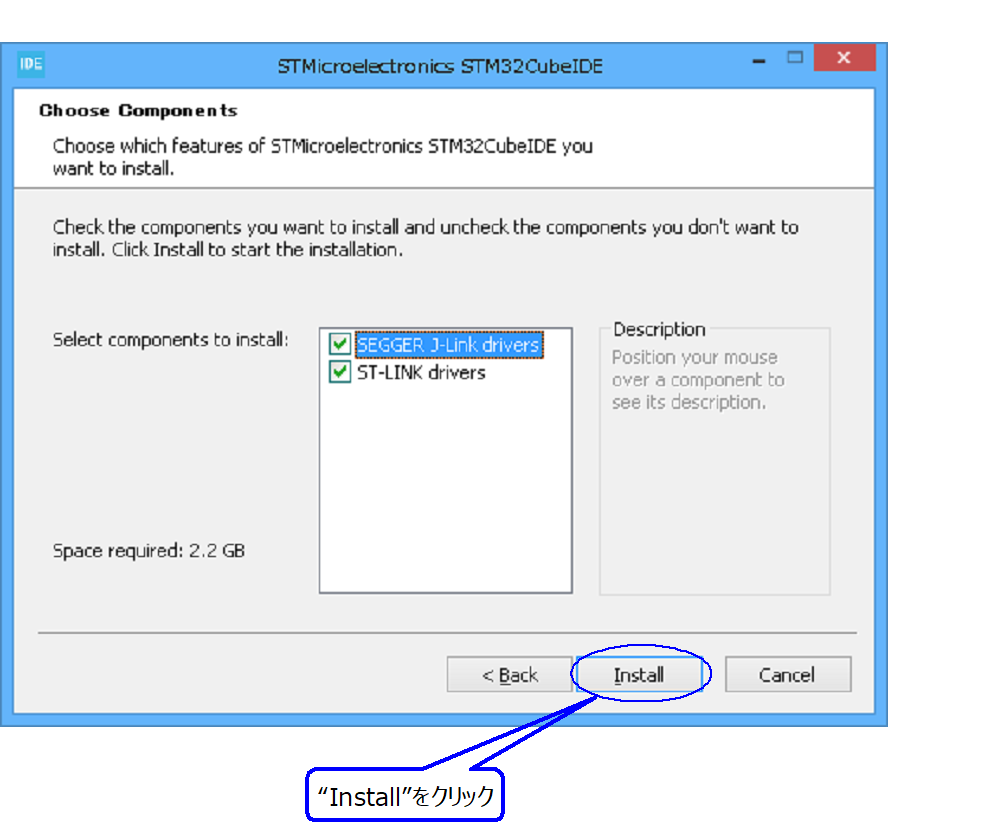 IDE
STMicroelectronics STM32CubeIDE
Choose Components
Choose which features of STMicroelectronics STM32CubeIDE you
want to install.
Check the components you want to install and uncheck the components you don't want to
install. Click Install to start the installation.
Select components to install:
SEGGER J-Link drivers
ST-LINK drivers
Description
Position your mouse
over a component to
see its description.
Space required: 2.2 GB
< Back
Install
Cancel
“Install”をクリック